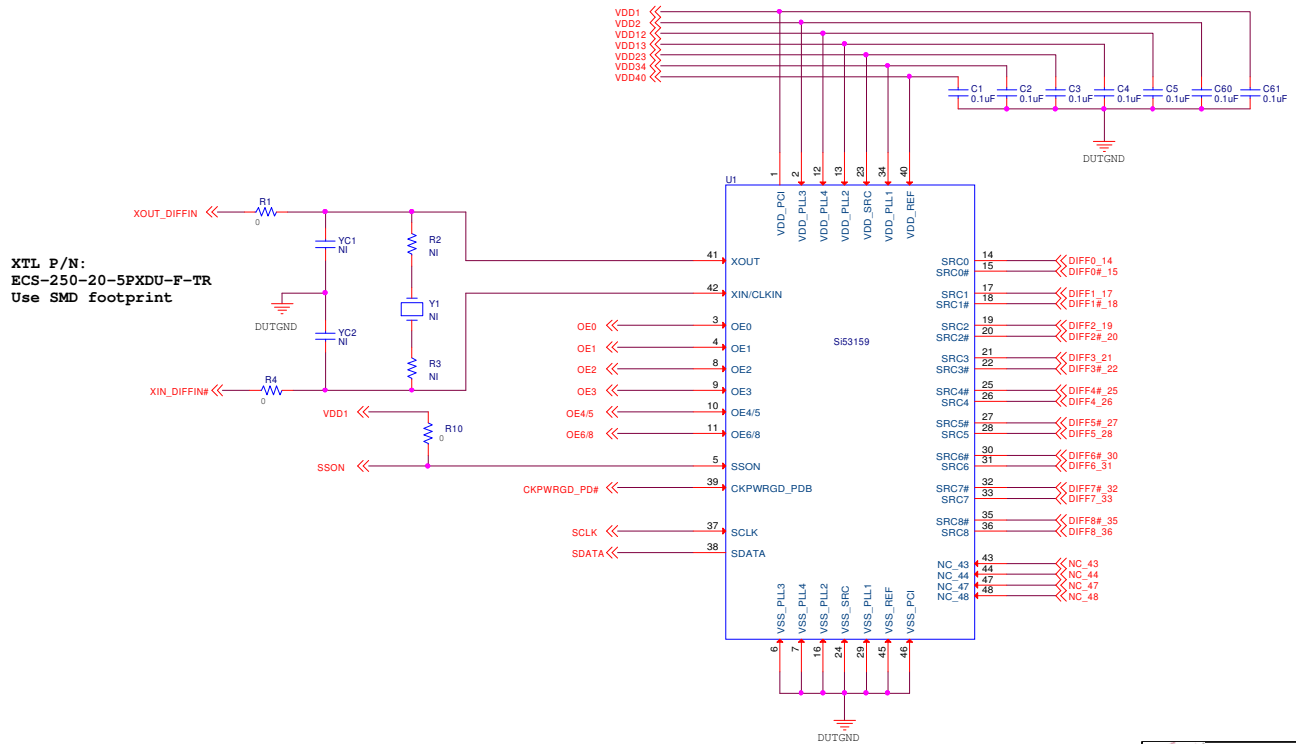 VDD1
VDD2
VDD12
VDD13
VDD23
VDD34
VDD40
C1
0.1uF
C2
0.1uF
C3
0.1uF
C4
0.1uF
C5
0.1uF
C60
0.1uF
C61
0.1uF
DUTGND
XTL P/N:
ECS-250-20-5PXDU-F-TR
Use SMD footprint
XOUT_DIFFIN
R1
0
YC1
NI
R2
NI
Y1
NI
DUTGND
YC2
NI
R3
NI
XIN_DIFFIN#
R4
0
VDD1
R10
0
OE0
OE1
OE2
OE3
OE4/5
OE6/8
SSON
CKPWRGD_PD#
SCLK
SDATA
U1
1 VDD_PCI
2 VDD_PLL3
12 VDD_PLL4
13 VDD_PLL2
23 VDD_SRC
34 VDD_PLL1
40 VDD_REF
41 XOUT
42 XIN/CLKIN
3 OE0
4 OE1
8 OE2
9 OE3
10 OE4/5
11 OE6/8
5 SSON
39 CKPWRGD_PDB
37 SCLK
38 SDATA
Si53159
SRC0 14 DIFF0_14
SRC0# 15 DIFF0#_15
SRC1 17 DIFF1_17
SRC1# 18 DIFF1#_18
SRC2 19 DIFF2_19
SRC2# 20 DIFF2#_20
SRC3 21 DIFF3_21
SRC3# 22 DIFF3#_22
SRC4# 25 DIFF4#_25
SRC4 26 DIFF4_26
SRC5# 27 DIFF5#_27
SRC5 28 DIFF5_28
SRC6# 30 DIFF6#_30
SRC6 31 DIFF6_31
SRC7# 32 DIFF7#_32
SRC7 33 DIFF7_33
SRC8# 35 DIFF8#_35
SRC8 36 DIFF8_36
NC_43 43 NC_43
NC_44 44 NC_44
NC_47 47 NC_47
NC_48 48 NC_48
VSS_PLL3 6
VSS_PLL4 7
VSS_PLL2 16
VSS_SRC 24
VSS_PLL1 29
VSS_REF 45
VSS_PCI 46
DUTGND